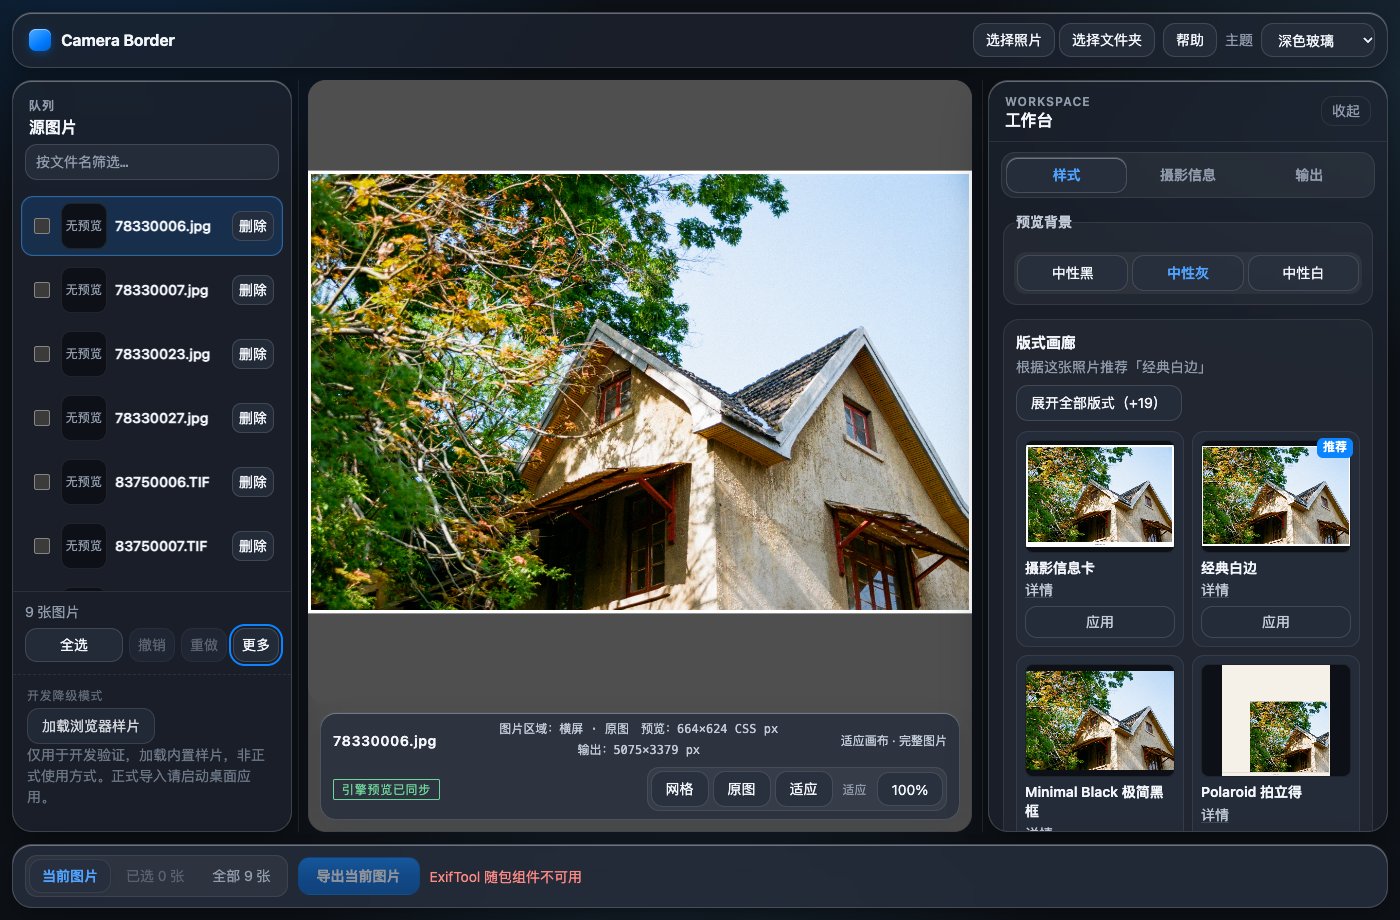 Camera Border
选择照片
选择文件夹
帮助
主题
深色玻璃
队列
源图片
按文件名筛选...
无预览
78330006.jpg
删除
无预览
78330007.jpg
删除
无预览
78330023.jpg
删除
无预览
78330027.jpg
删除
无预览
83750006.TIF
删除
无预览
83750007.TIF
删除
9 张图片
全选
撤销
重做
更多
开发降级模式
加载浏览器样片
仅用于开发验证，加载内置样片，非正
式使用方式。正式导入请启动桌面应
用。
78330006.jpg
图片区域: 横屏 · 原图 预览: 664×624 CSS px
输出: 5075×3379 px
适应画布 · 完整图片
引擎预览已同步
网格
原图
适应
适应
100%
WORKSPACE
工作台
收起
样式
摄影信息
输出
预览背景
中性黑
中性灰
中性白
版式画廊
根据这张照片推荐「经典白边」
展开全部版式（+19）
推荐
摄影信息卡
详情
应用
经典白边
详情
应用
Minimal Black 极简黑
框
详情
Polaroid 拍立得
详情
当前图片
已选 0 张
全部 9 张
导出当前图片
ExifTool 随包组件不可用